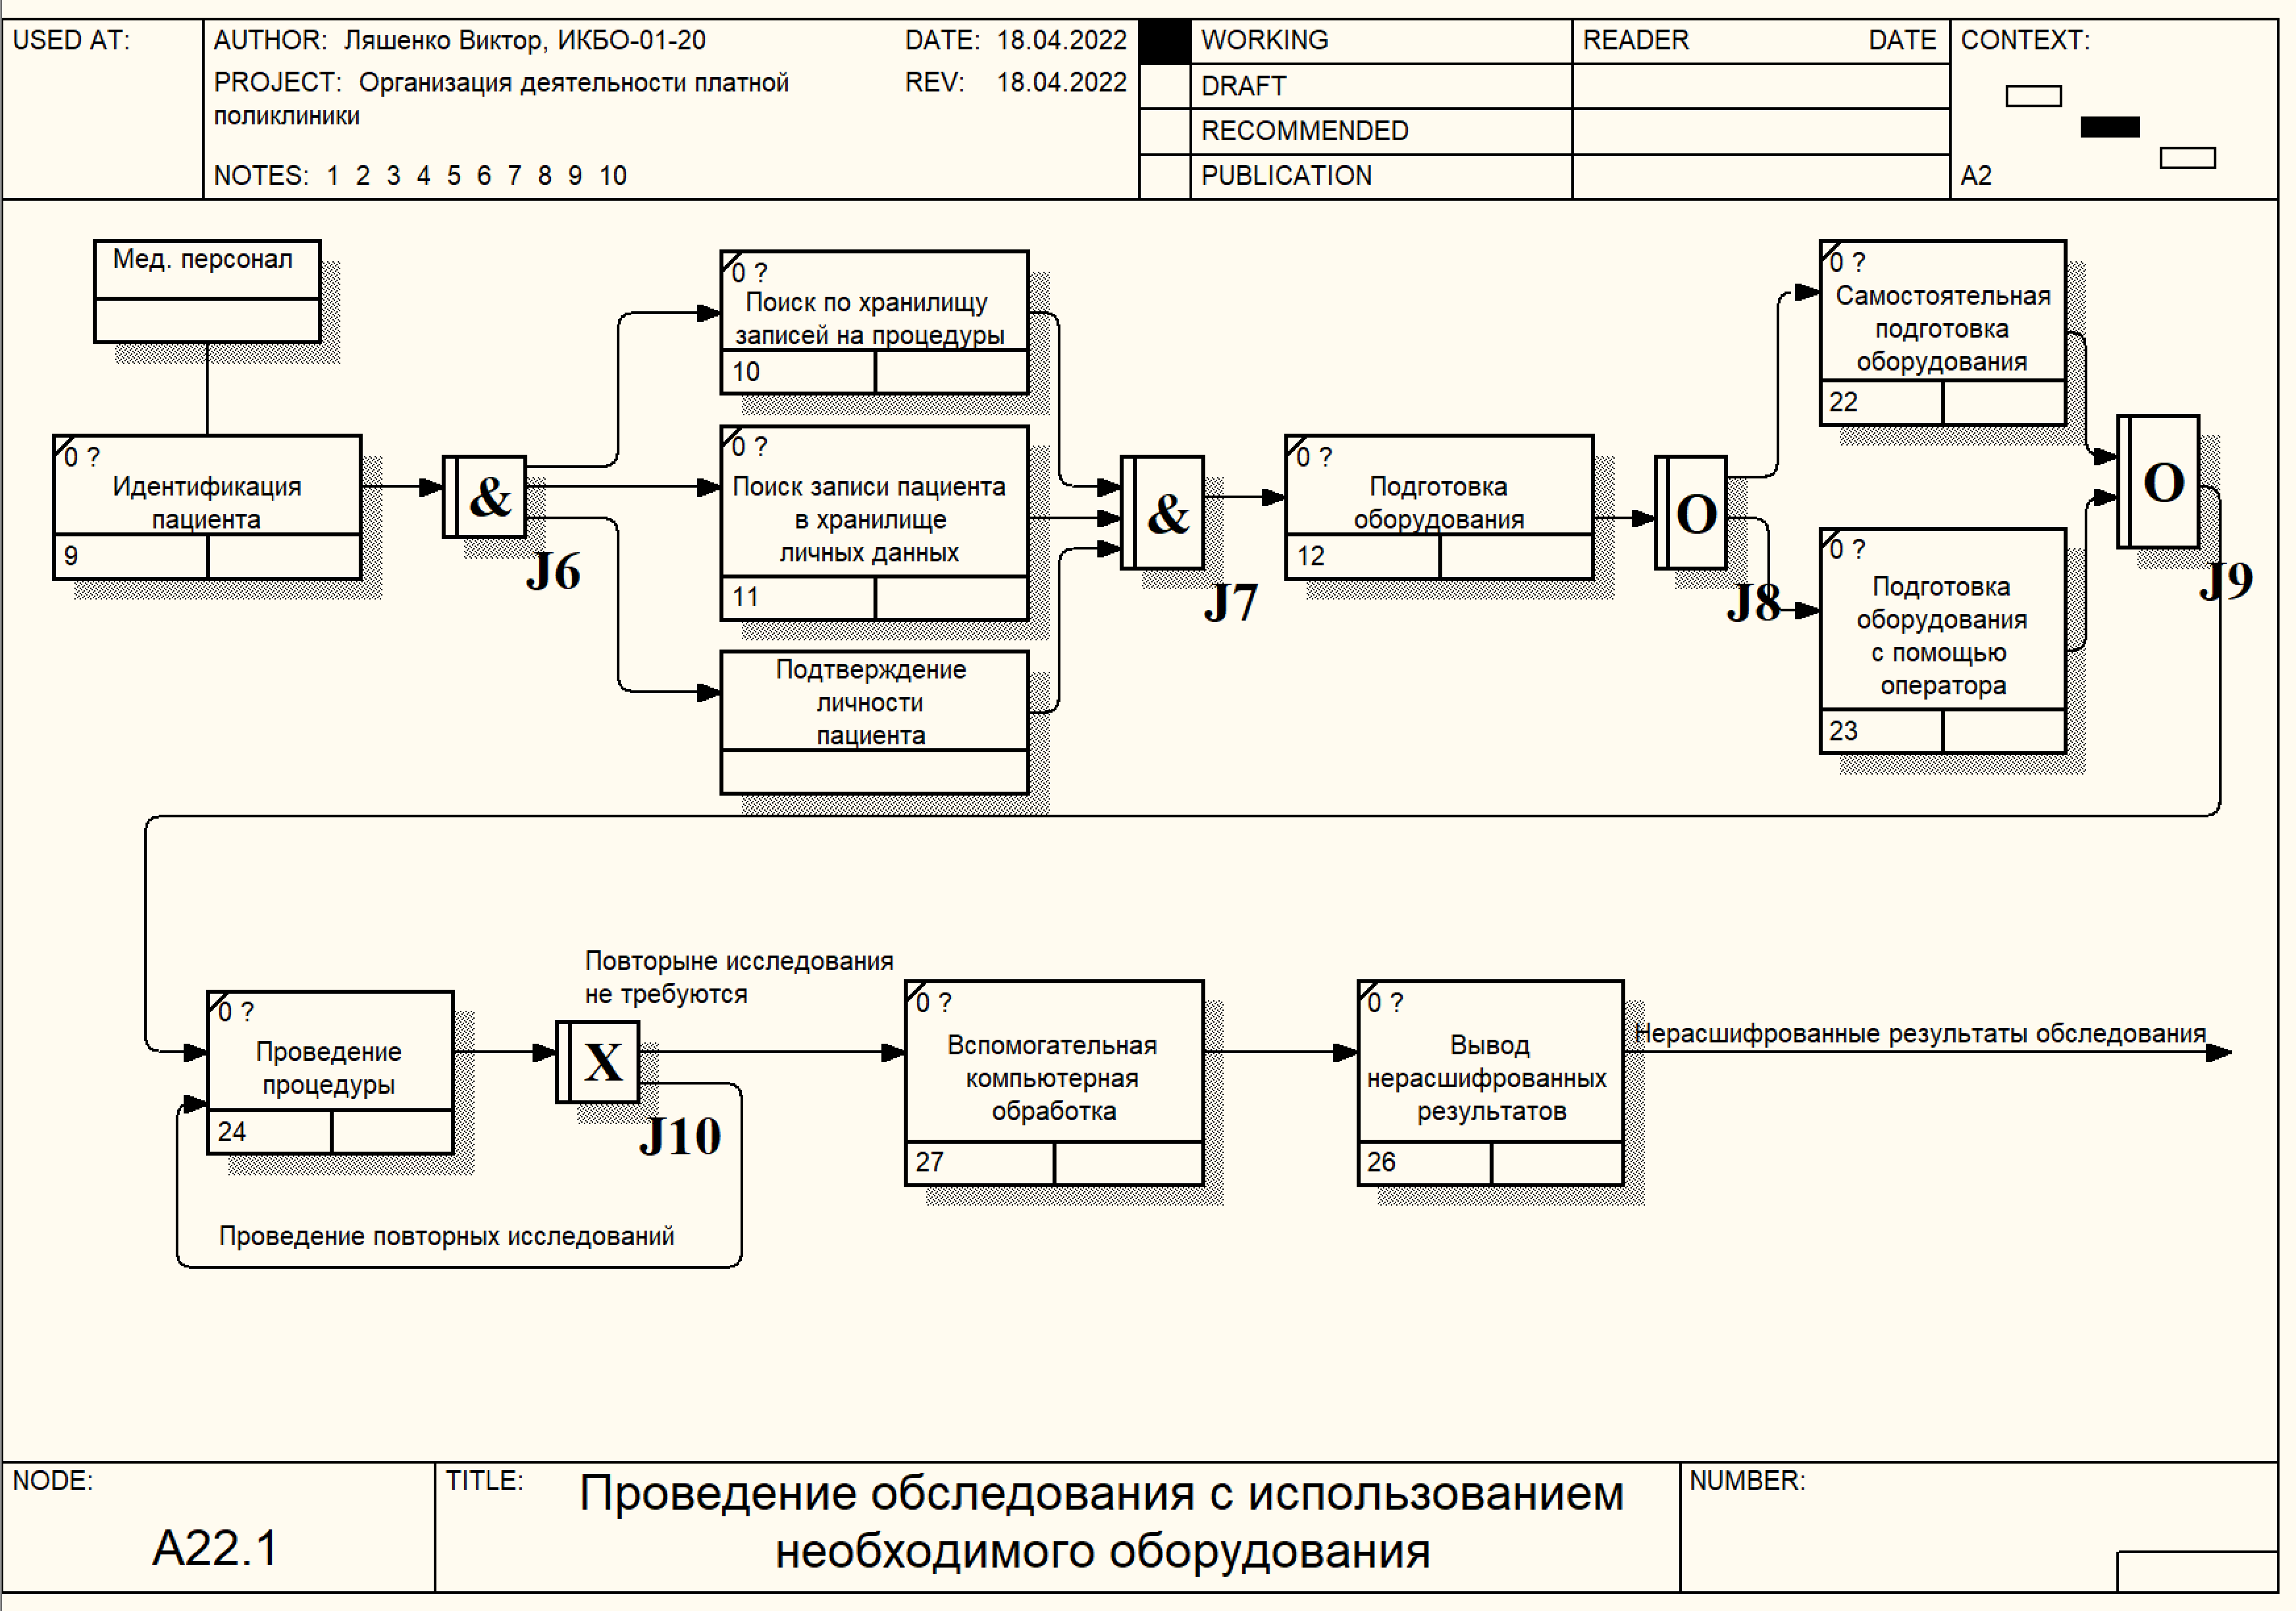 USED AT:
AUTHOR: Ляшенко Виктор, ИКБО-01-20
DATE: 18.04.2022
PROJECT: Организация деятельности платной
поликлиники
REV: 18.04.2022
NOTES: 1 2 3 4 5 6 7 8 9 10
WORKING
DRAFT
RECOMMENDED
PUBLICATION
READER DATE
CONTEXT:
A2
Мед. персонал
0 ?
Идентификация
пациента
9
&
J6
0 ?
Поиск по хранилищу
записей на процедуры
10
0 ?
Поиск записи пациента
в хранилище
личных данных
11
Подтверждение
личности
пациента
&
J7
0 ?
Подготовка
оборудования
12
O
J8
0 ?
Самостоятельная
подготовка
оборудования
22
0 ?
Подготовка
оборудования
с помощью
оператора
23
O
J9
0 ?
Проведение
процедуры
24
X
J10
Повторыне исследования
не требуются
Проведение повторных исследований
0 ?
Вспомогательная
компьютерная
обработка
27
0 ?
Вывод
нерасшифрованных
результатов
26
Нерасшифрованные результаты обследования
NODE:
A22.1
TITLE:
Проведение обследования с использованием
необходимого оборудования
NUMBER: